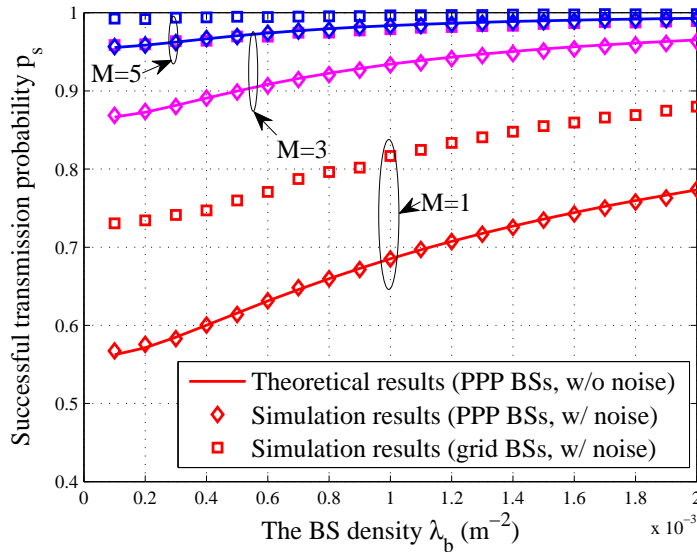 1
0.9
0.8
0.7
0.6
0.5
0.4
Successful transmission probability p_s
M=5
M=3
M=1
Theoretical results (PPP BSs, w/o noise)
Simulation results (PPP BSs, w/ noise)
Simulation results (grid BSs, w/ noise)
0 0.2 0.4 0.6 0.8 1 1.2 1.4 1.6 1.8 2
x 10⁻³
The BS density λ_b (m⁻²)